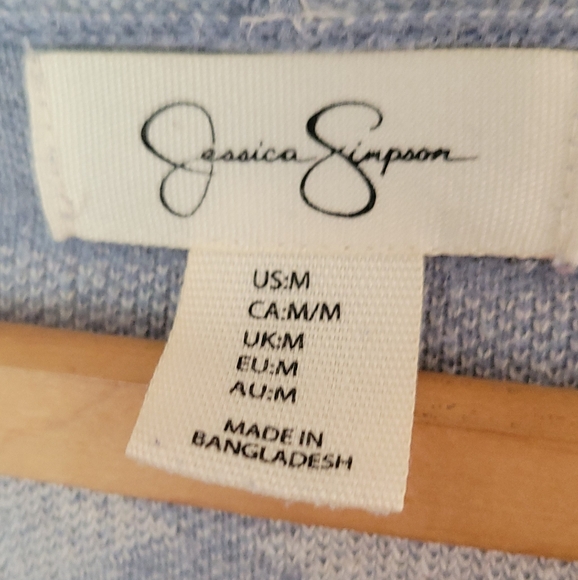 Jessica Simpson
US:M
CA:M/M
UK:M
EU:M
AU:M
MADE IN
BANGLADESH